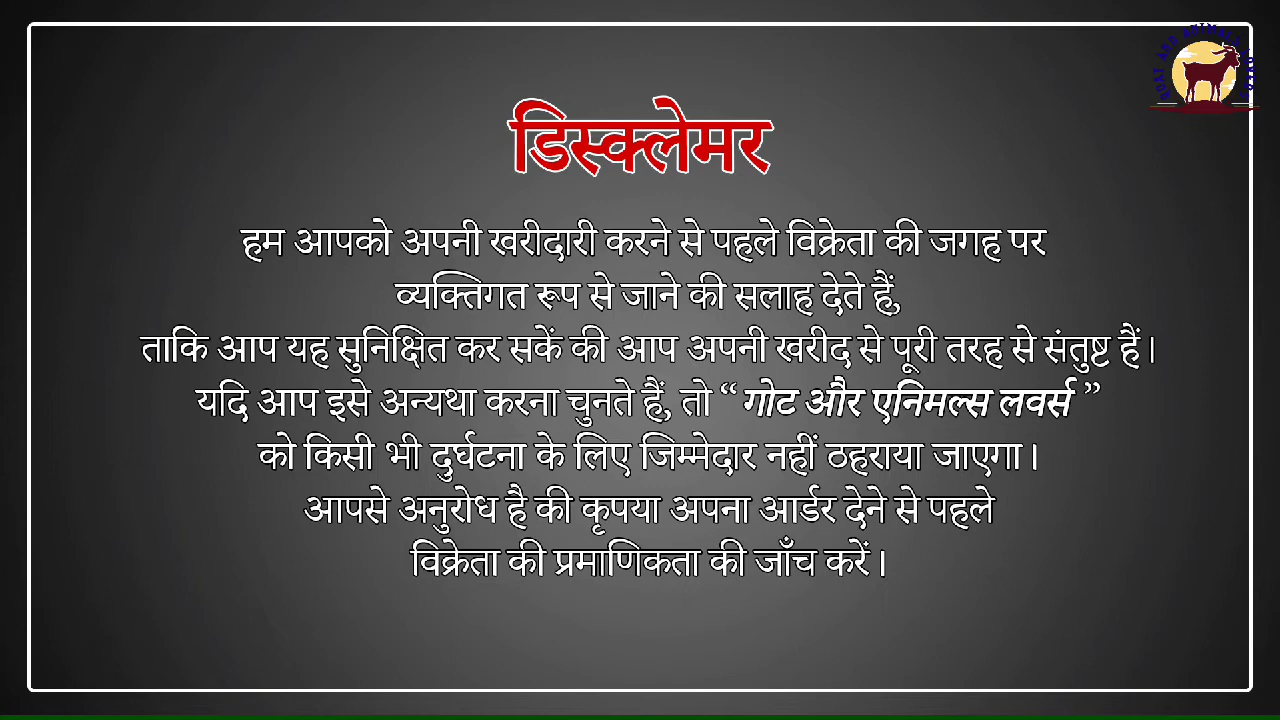 डिस्क्लेमर
हम आपको अपनी खरीदारी करने से पहले विक्रेता की जगह पर
व्यक्तिगत रूप से जाने की सलाह देते हैं,
ताकि आप यह सुनिक्षित कर सकें की आप अपनी खरीद से पूरी तरह से संतुष्ट हैं।
यदि आप इसे अन्यथा करना चुनते हैं, तो “गोट और एनिमल्स लवर्स ”
को किसी भी दुर्घटना के लिए जिम्मेदार नहीं ठहराया जाएगा।
आपसे अनुरोध है की कृपया अपना आर्डर देने से पहले
विक्रेता की प्रमाणिकता की जाँच करें।